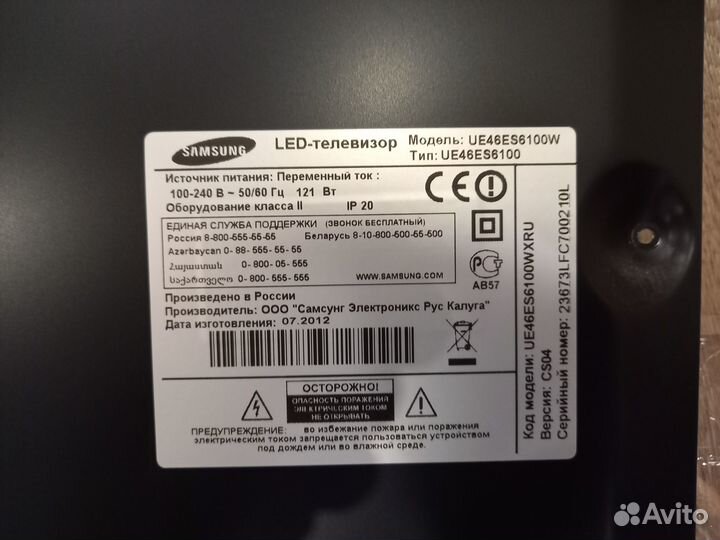 SAMSUNG
LED-телевизор
Модель: UE46ES6100W
Тип: UE46ES6100
Источник питания: Переменный ток :
100-240 В ~ 50/60 Гц 121 Вт
Оборудование класса II IP 20
ЕДИНАЯ СЛУЖБА ПОДДЕРЖКИ (ЗВОНОК БЕСПЛАТНЫЙ)
Россия 8-800-555-55-55 Беларусь 8-10-800-500-55-500
Azərbaycan 0-88-555-55-55
Հայաստան 0-800-05-555
საქართველო 0-800-555-555
WWW.SAMSUNG.COM
AB57
Произведено в России
Производитель: ООО "Самсунг Электроникс Рус Калуга"
Дата изготовления: 07.2012
ОСТОРОЖНО!
ОПАСНОСТЬ ПОРАЖЕНИЯ
ЭЛЕКТРИЧЕСКИМ ТОКОМ
НЕ ОТКРЫВАТЬ
ПРЕДУПРЕЖДЕНИЕ: во избежание пожара или поражения
электрическим током запрещается пользоваться устройством
под дождем или во влажной среде.
Код модели: UE46ES6100WXRU
Версия: CS04
Серийный номер: 23673LFC700210L
Avito